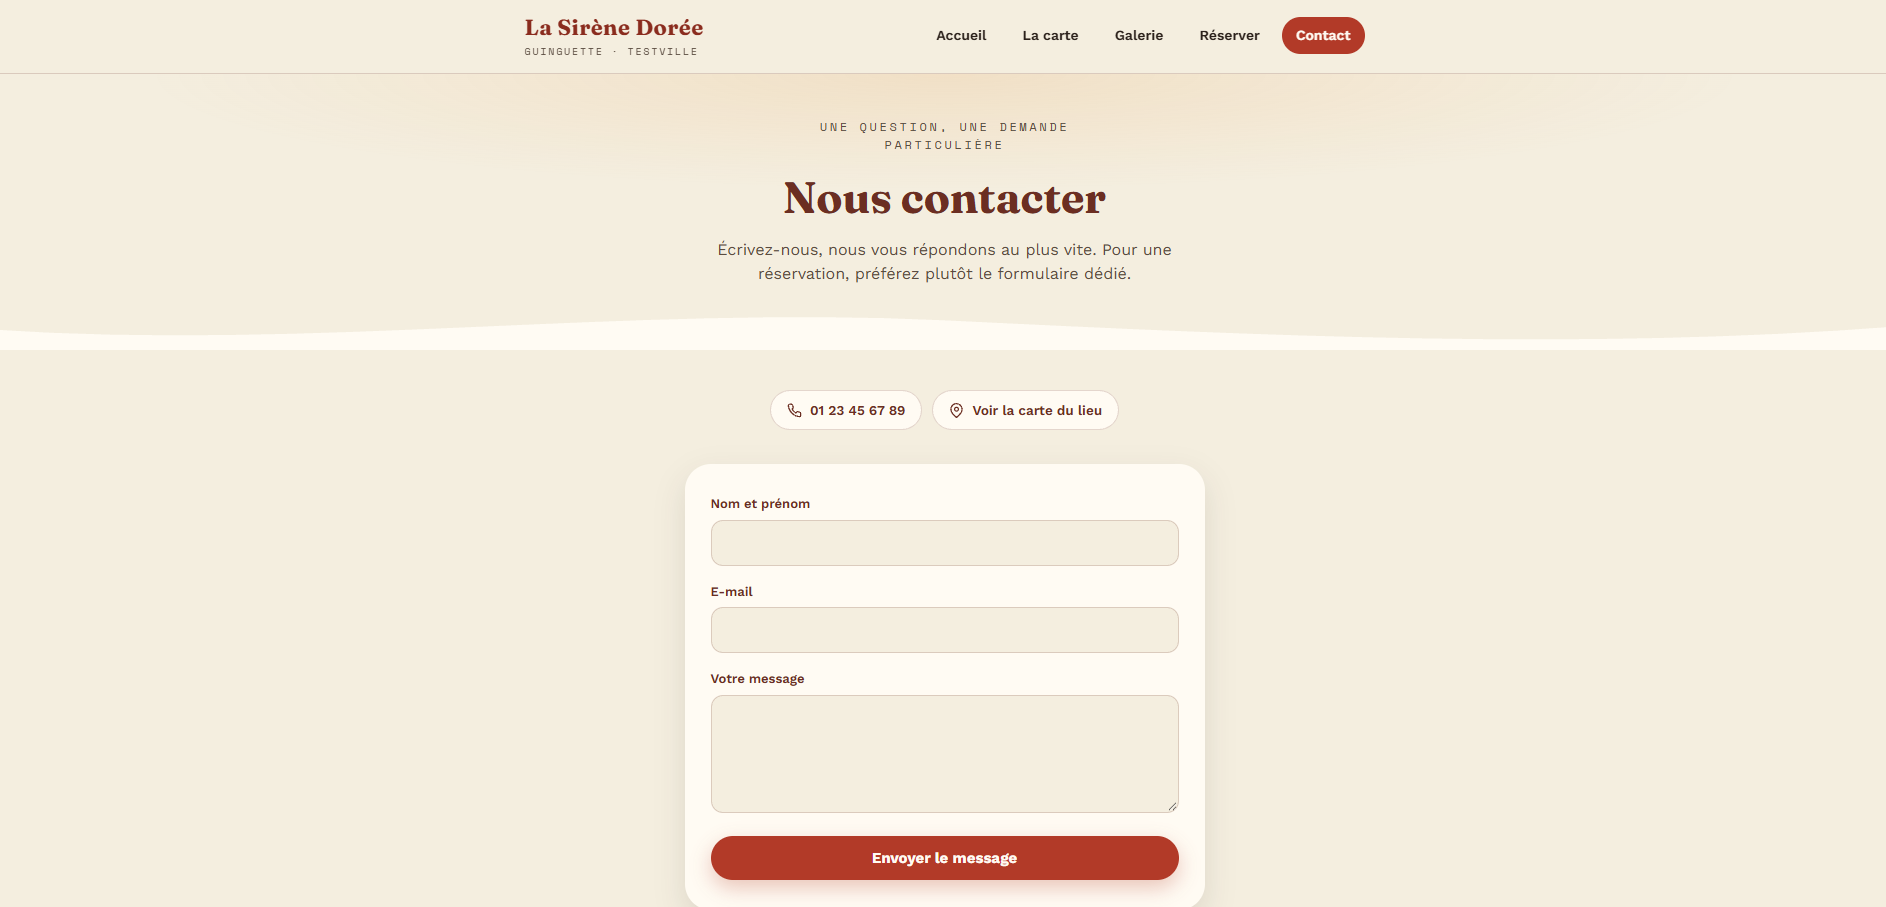 La Sirène Dorée
GUINGUETTE · TESTVILLE
Accueil
La carte
Galerie
Réserver
Contact
UNE QUESTION, UNE DEMANDE
PARTICULIÈRE
Nous contacter
Écrivez-nous, nous vous répondons au plus vite. Pour une
réservation, préférez plutôt le formulaire dédié.
01 23 45 67 89
Voir la carte du lieu
Nom et prénom
E-mail
Votre message
Envoyer le message